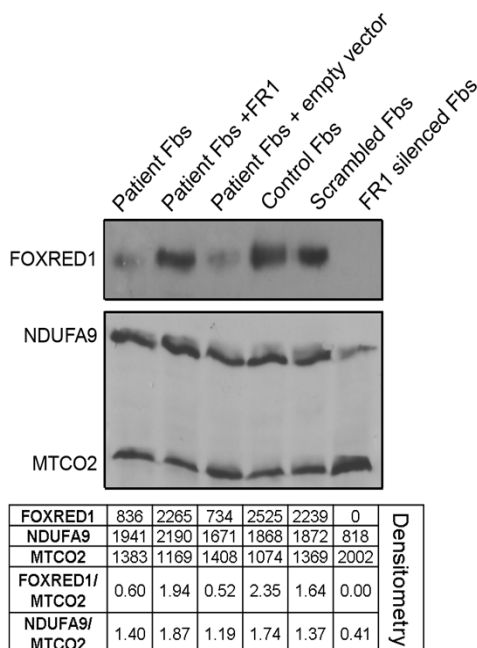 Patient Fbs
Patient Fbs +FR1
Patient Fbs + empty vector
Control Fbs
Scrambled Fbs
FR1 silenced Fbs
FOXRED1
NDUFA9
MTCO2
FOXRED1 836 2265 734 2525 2239 0
NDUFA9 1941 2190 1671 1868 1872 818
MTCO2 1383 1169 1408 1074 1369 2002
FOXRED1/
MTCO2 0.60 1.94 0.52 2.35 1.64 0.00
NDUFA9/
MTCO2 1.40 1.87 1.19 1.74 1.37 0.41
Densitometry